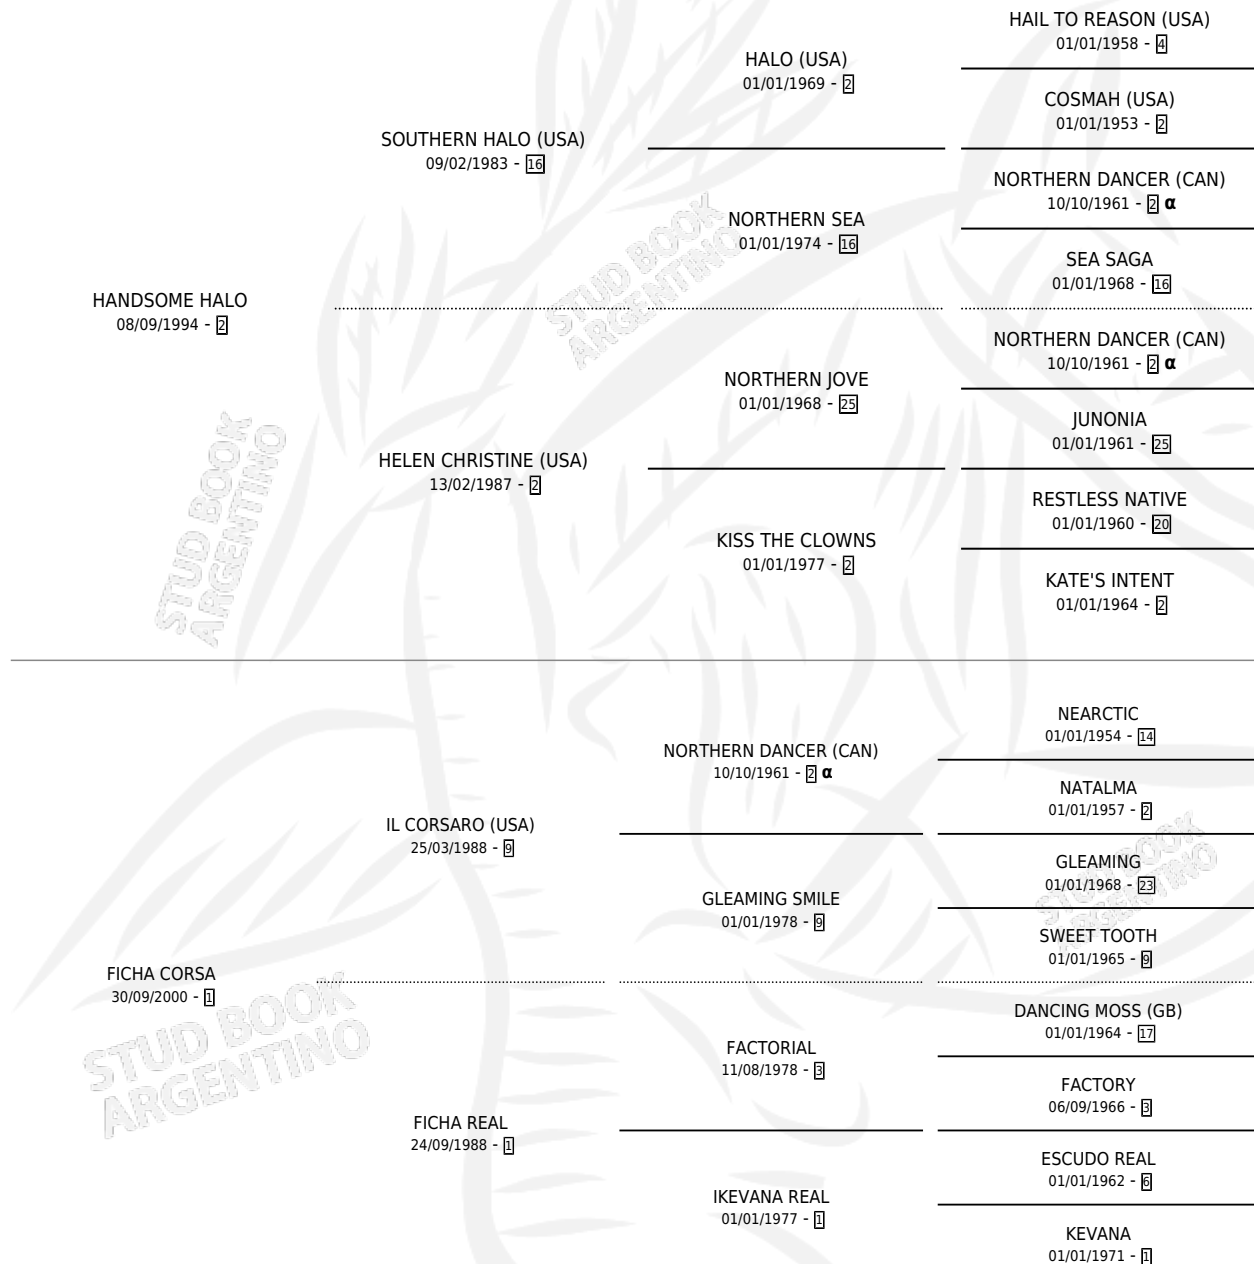 HAIL TO REASON (USA)
01/01/1958 - 4
HALO (USA)
01/01/1969 - 2
COSMAH (USA)
01/01/1953 - 2
SOUTHERN HALO (USA)
09/02/1983 - 16
NORTHERN DANCER (CAN)
10/10/1961 - 2 α
NORTHERN SEA
01/01/1974 - 16
SEA SAGA
01/01/1968 - 16
HANDSOME HALO
08/09/1994 - 2
NORTHERN DANCER (CAN)
10/10/1961 - 2 α
NORTHERN JOVE
01/01/1968 - 25
JUNONIA
01/01/1961 - 25
HELEN CHRISTINE (USA)
13/02/1987 - 2
RESTLESS NATIVE
01/01/1960 - 20
KISS THE CLOWNS
01/01/1977 - 2
KATE'S INTENT
01/01/1964 - 2
STUD BOOK
ARGENTINO
STUD BOOK
ARGENTINO
NEARCTIC
01/01/1954 - 14
NORTHERN DANCER (CAN)
10/10/1961 - 2 α
NATALMA
01/01/1957 - 2
IL CORSARO (USA)
25/03/1988 - 9
GLEAMING
01/01/1968 - 23
GLEAMING SMILE
01/01/1978 - 9
SWEET TOOTH
01/01/1965 - 9
STUD BOOK
ARGENTINO
FICHA CORSA
30/09/2000 - 1
DANCING MOSS (GB)
01/01/1964 - 17
FACTORIAL
11/08/1978 - 3
FACTORY
06/09/1966 - 3
STUD BOOK
ARGENTINO
FICHA REAL
24/09/1988 - 1
ESCUDO REAL
01/01/1962 - 6
IKEVANA REAL
01/01/1977 - 1
KEVANA
01/01/1971 - 1